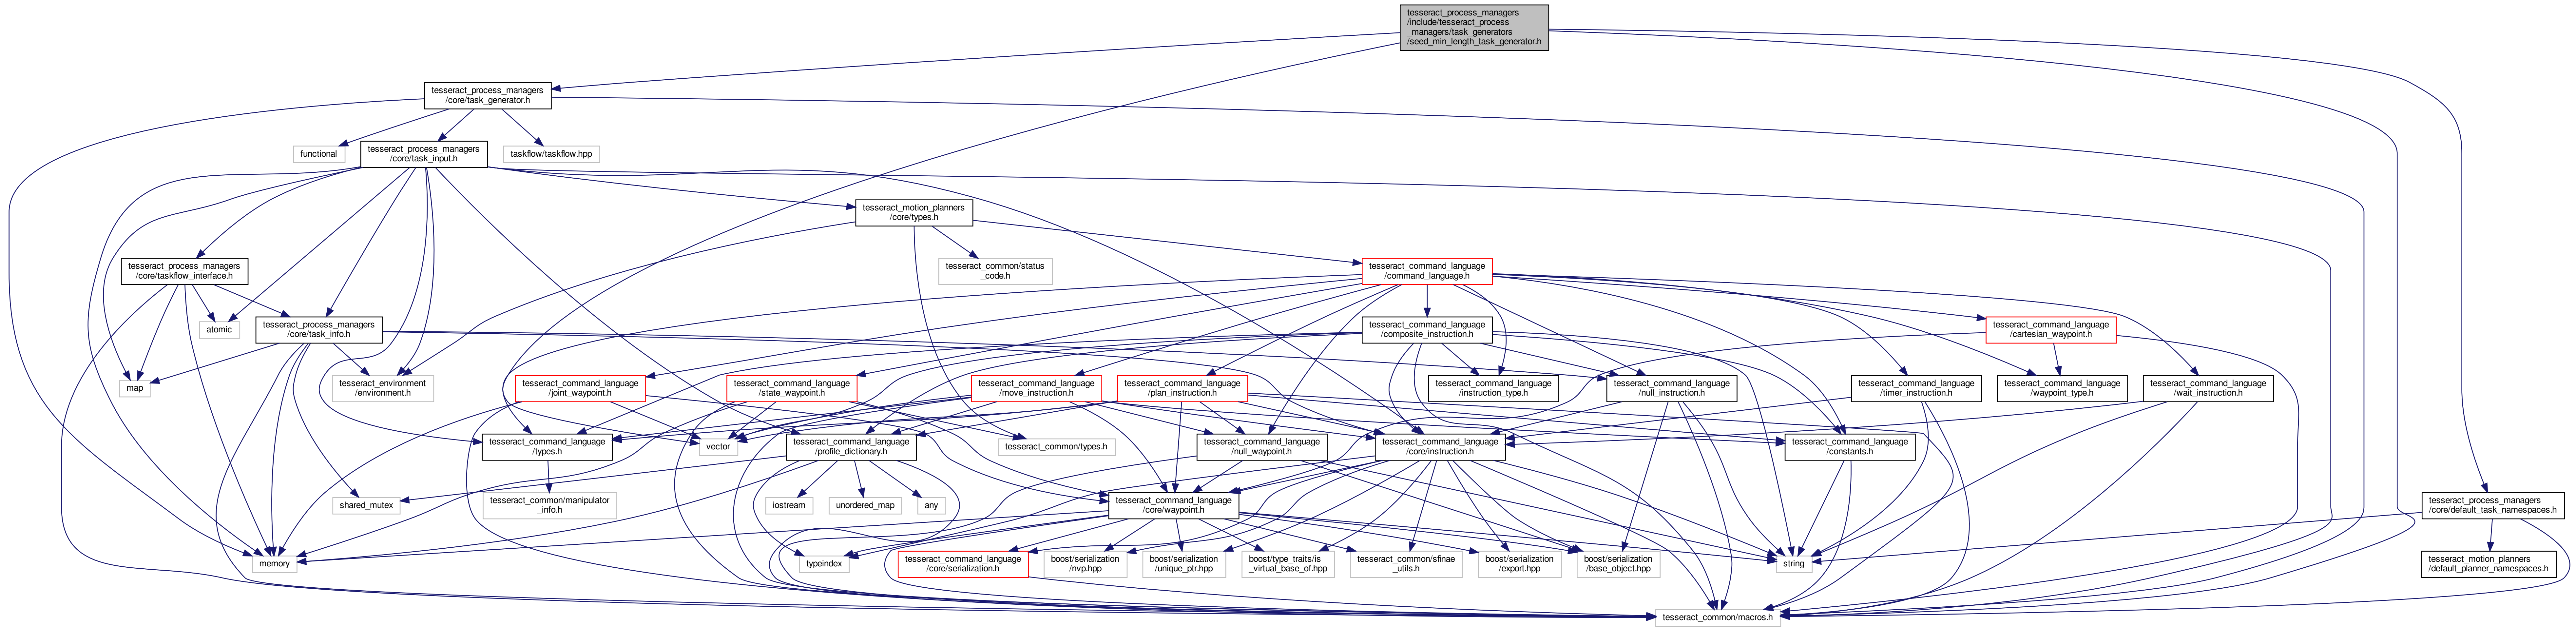 tesseract_process_managers
/include/tesseract_process
_managers/task_generators
/seed_min_length_task_generator.h
tesseract_process_managers
/core/task_generator.h
functional
tesseract_process_managers
/core/task_input.h
taskflow/taskflow.hpp
tesseract_motion_planners
/core/types.h
tesseract_process_managers
/core/taskflow_interface.h
tesseract_common/status
_code.h
tesseract_command_language
/command_language.h
atomic
tesseract_process_managers
/core/task_info.h
tesseract_command_language
/composite_instruction.h
tesseract_command_language
/cartesian_waypoint.h
map
tesseract_environment
/environment.h
tesseract_command_language
/joint_waypoint.h
tesseract_command_language
/state_waypoint.h
tesseract_command_language
/move_instruction.h
tesseract_command_language
/plan_instruction.h
tesseract_command_language
/instruction_type.h
tesseract_command_language
/null_instruction.h
tesseract_command_language
/timer_instruction.h
tesseract_command_language
/waypoint_type.h
tesseract_command_language
/wait_instruction.h
tesseract_command_language
/types.h
vector
tesseract_command_language
/profile_dictionary.h
tesseract_common/types.h
tesseract_command_language
/null_waypoint.h
tesseract_command_language
/core/instruction.h
tesseract_command_language
/constants.h
shared_mutex
tesseract_common/manipulator
_info.h
iostream
unordered_map
any
tesseract_command_language
/core/waypoint.h
tesseract_process_managers
/core/default_task_namespaces.h
memory
typeindex
tesseract_command_language
/core/serialization.h
boost/serialization
/nvp.hpp
boost/serialization
/unique_ptr.hpp
boost/type_traits/is
_virtual_base_of.hpp
tesseract_common/sfinae
_utils.h
boost/serialization
/export.hpp
boost/serialization
/base_object.hpp
string
tesseract_motion_planners
/default_planner_namespaces.h
tesseract_common/macros.h